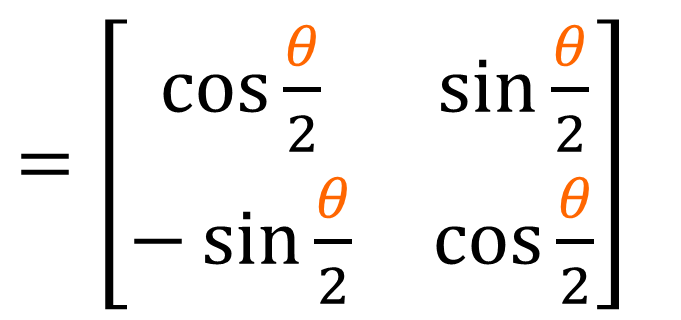 = [ cos θ/2 sin θ/2
− sin θ/2 cos θ/2 ]